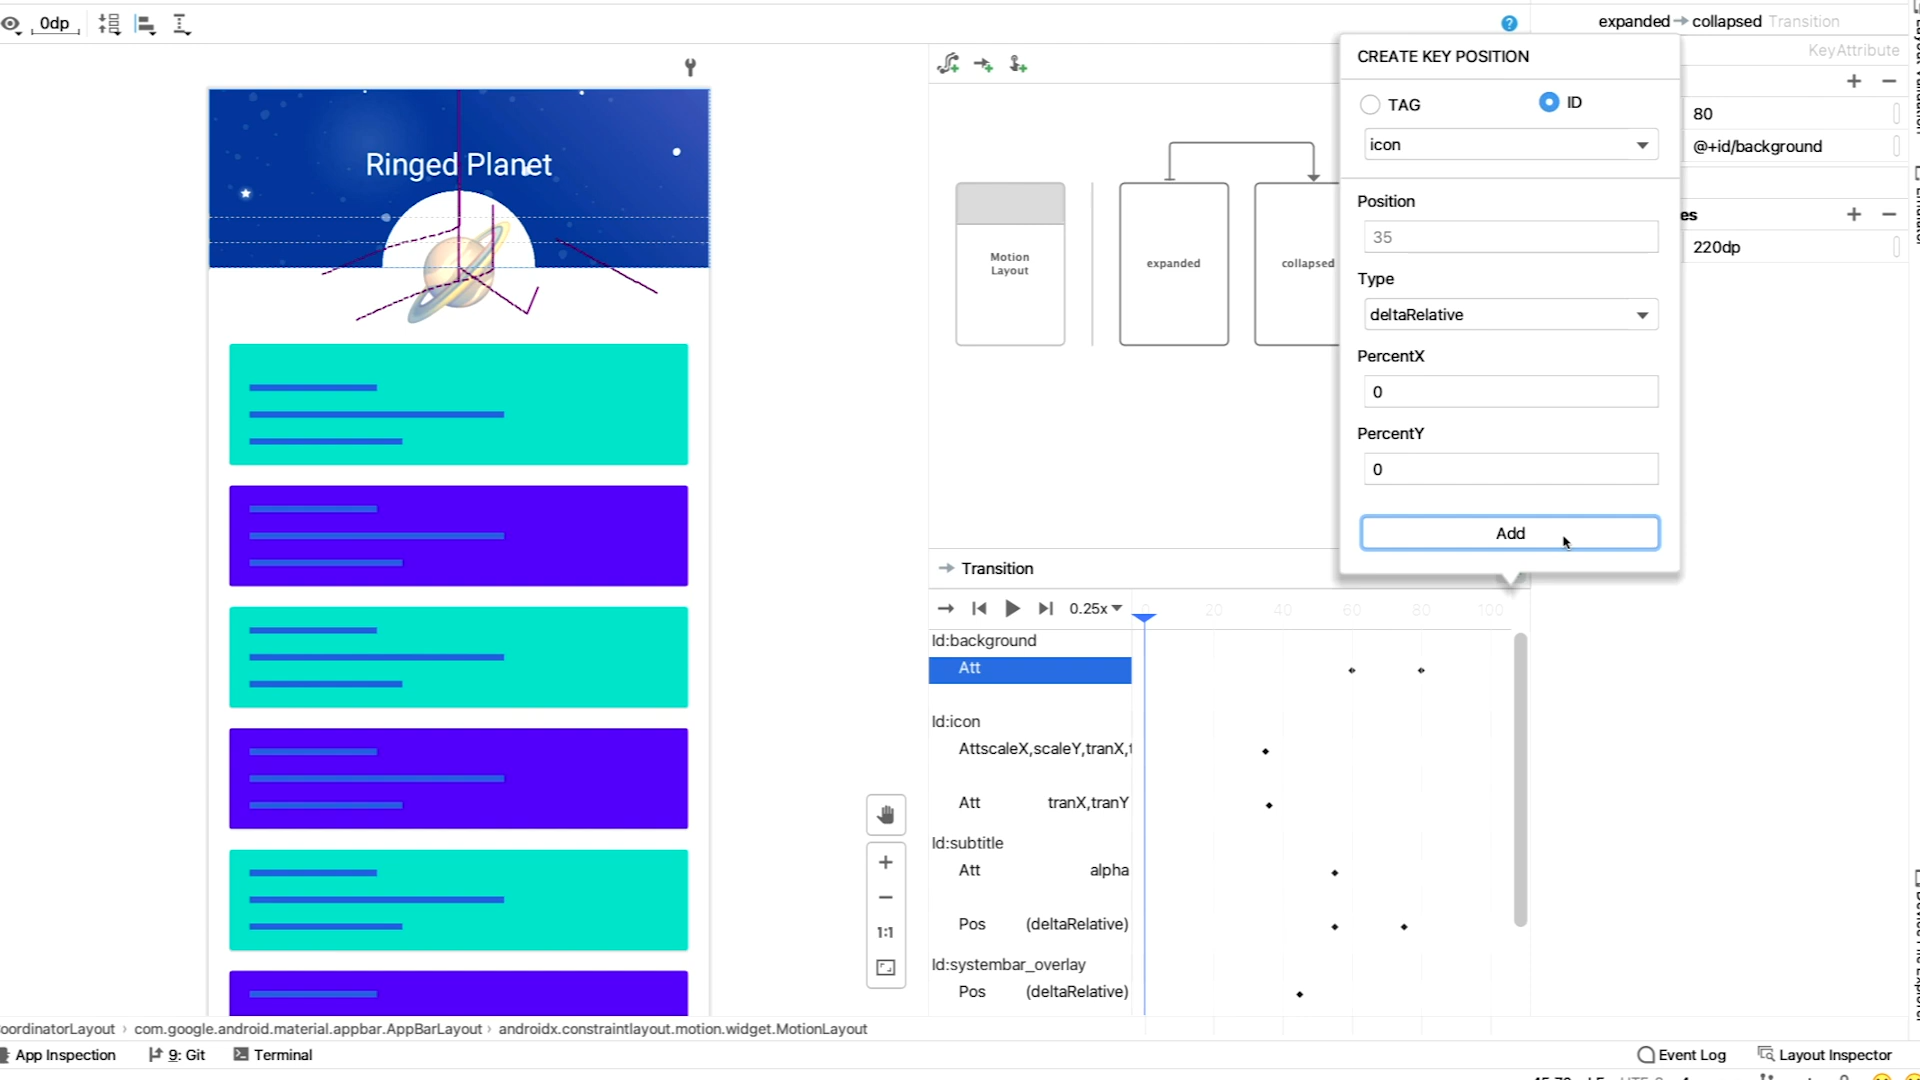 0dp
?
expanded → collapsed Transition
KeyAttribute
CREATE KEY POSITION
TAG
ID
icon
80
@+id/background
Position
35
es
220dp
Type
deltaRelative
PercentX
0
PercentY
0
Add
Ringed Planet
Motion
Layout
expanded
collapsed
Transition
0.25x
0 20 40 60 80 100
Id:background
Att
Id:icon
AttscaleX,scaleY,tranX,t
Att tranX,tranY
Id:subtitle
Att alpha
Pos (deltaRelative)
Id:systembar_overlay
Pos (deltaRelative)
1:1
oordinatorLayout › com.google.android.material.appbar.AppBarLayout › androidx.constraintlayout.motion.widget.MotionLayout
App Inspection
9: Git
Terminal
Event Log
Layout Inspector